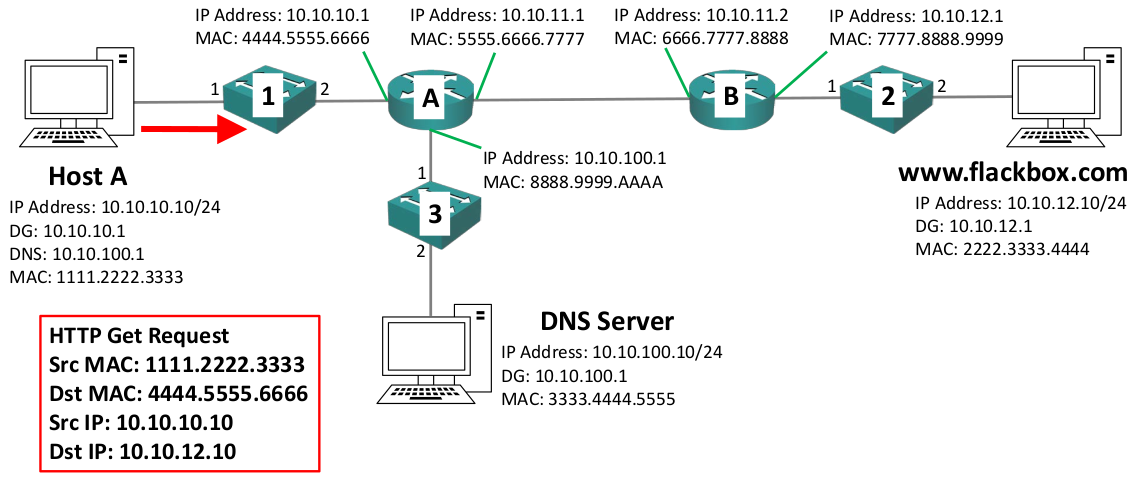 IP Address: 10.10.10.1
MAC: 4444.5555.6666
IP Address: 10.10.11.1
MAC: 5555.6666.7777
IP Address: 10.10.11.2
MAC: 6666.7777.8888
IP Address: 10.10.12.1
MAC: 7777.8888.9999
1
1
2
A
B
1
2
2
IP Address: 10.10.100.1
MAC: 8888.9999.AAAA
1
3
2
Host A
IP Address: 10.10.10.10/24
DG: 10.10.10.1
DNS: 10.10.100.1
MAC: 1111.2222.3333
www.flackbox.com
IP Address: 10.10.12.10/24
DG: 10.10.12.1
MAC: 2222.3333.4444
DNS Server
IP Address: 10.10.100.10/24
DG: 10.10.100.1
MAC: 3333.4444.5555
HTTP Get Request
Src MAC: 1111.2222.3333
Dst MAC: 4444.5555.6666
Src IP: 10.10.10.10
Dst IP: 10.10.12.10